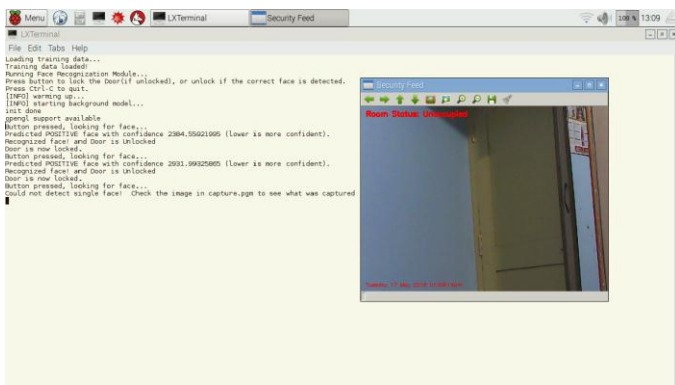 Menu
LXTerminal
Security Feed
100 %
13:09
LXTerminal
File Edit Tabs Help
Loading training data...
Training data loaded!
Running Face Recognization Module...
Press button to lock the Door(if unlocked), or unlock if the correct face is detected.
Press Ctrl-C to quit.
[INFO] warming up...
[INFO] starting background model...
init done
opengl support available
Button pressed, looking for face...
Predicted POSITIVE face with confidence 2384.55921995 (lower is more confident).
Recognized face! and Door is Unlocked
Door is now locked.
Button pressed, looking for face...
Predicted POSITIVE face with confidence 2031.99325865 (lower is more confident).
Recognized face! and Door is Unlocked
Door is now locked.
Button pressed, looking for face...
Could not detect single face! Check the image in capture.pgm to see what was captured
Security Feed
Room Status: Unoccupied
Tuesday 17 May 2016